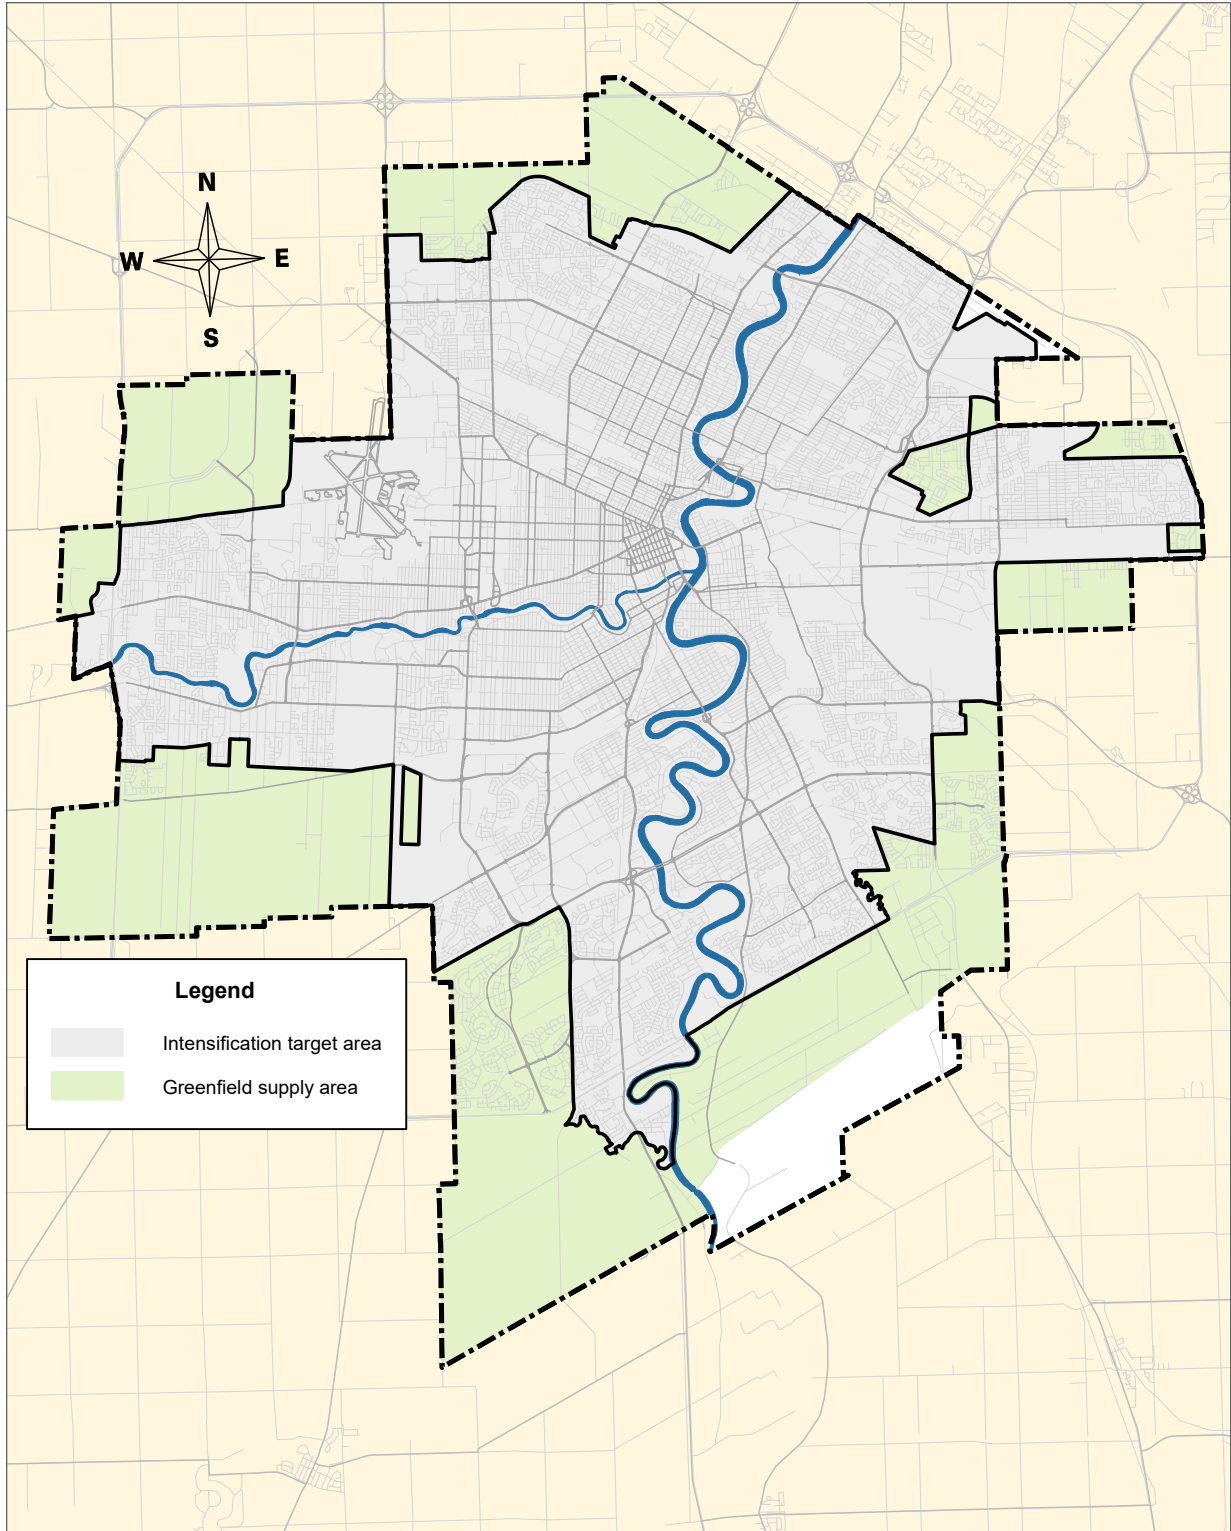 N
W E
S
Legend
Intensification target area
Greenfield supply area